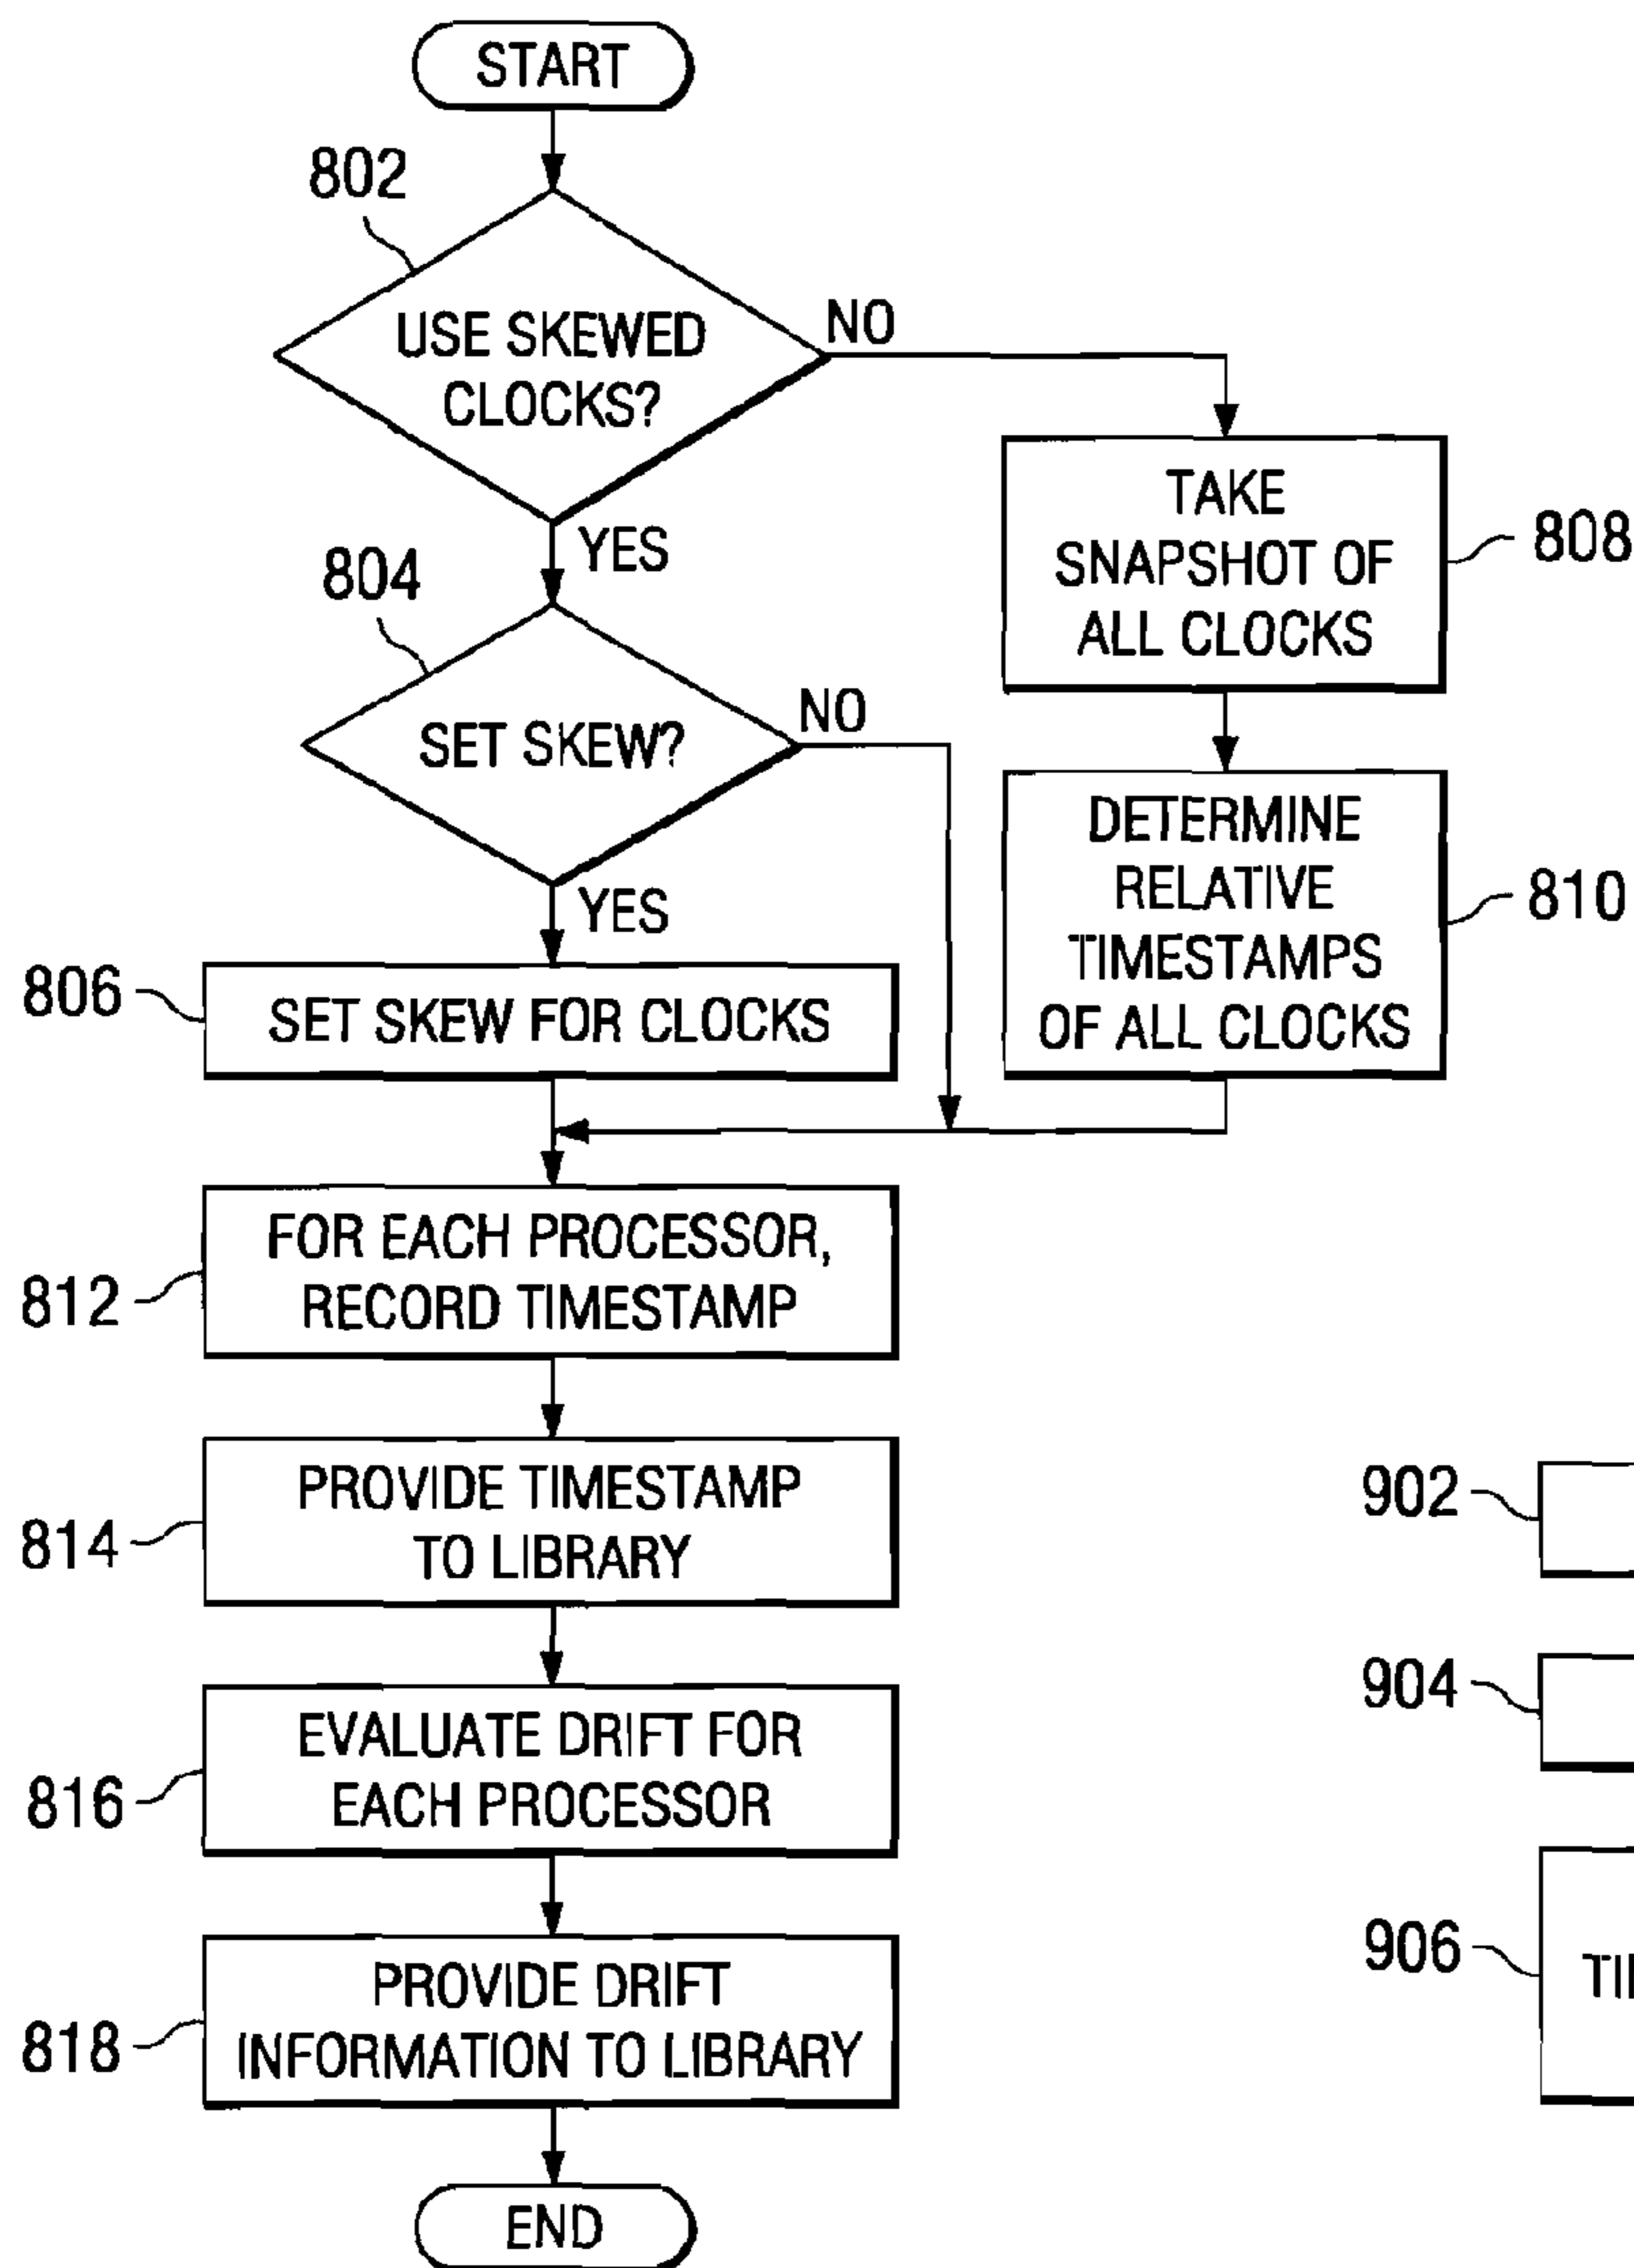 START
802
USE SKEWED
CLOCKS?
NO
YES
804
SET SKEW?
NO
YES
806
SET SKEW FOR CLOCKS
TAKE
SNAPSHOT OF
ALL CLOCKS
808
DETERMINE
RELATIVE
TIMESTAMPS
OF ALL CLOCKS
810
812
FOR EACH PROCESSOR,
RECORD TIMESTAMP
814
PROVIDE TIMESTAMP
TO LIBRARY
816
EVALUATE DRIFT FOR
EACH PROCESSOR
818
PROVIDE DRIFT
INFORMATION TO LIBRARY
END
902
904
906